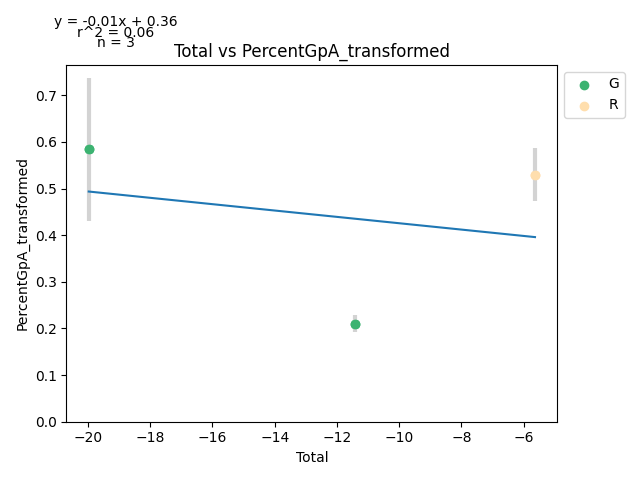 y = -0.01x + 0.36
r^2 = 0.06
n = 3
Total vs PercentGpA_transformed
G
R
PercentGpA_transformed
0.7
0.6
0.5
0.4
0.3
0.2
0.1
0.0
−20 −18 −16 −14 −12 −10 −8 −6
Total